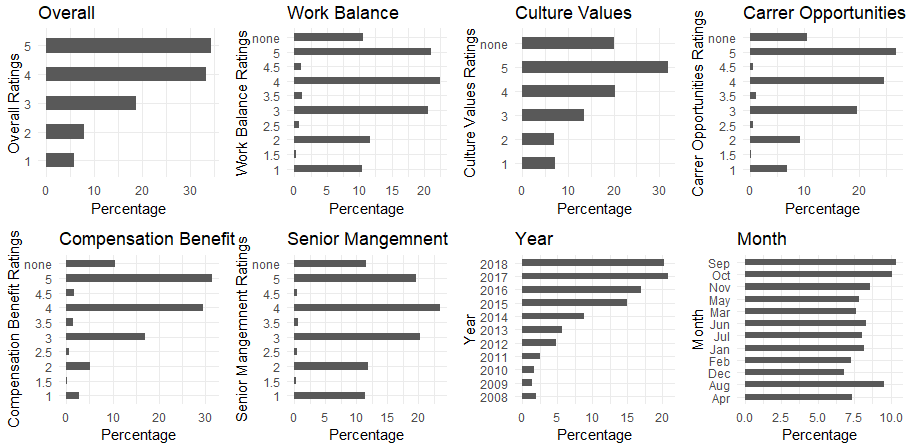 Overall
Overall Ratings
5
4
3
2
1
0
10
20
30
Percentage
Work Balance
Work Balance Ratings
none
5
4.5
4
3.5
3
2.5
2
1.5
1
0
5
10
15
20
Percentage
Culture Values
Culture Values Ratings
none
5
4
3
2
1
0
10
20
30
Percentage
Carrer Opportunities
Carrer Opportunities Ratings
none
5
4.5
4
3.5
3
2.5
2
1.5
1
0
10
20
Percentage
Compensation Benefit
Compensation Benefit Ratings
none
5
4.5
4
3.5
3
2.5
2
1.5
1
0
10
20
30
Percentage
Senior Mangemnent
Senior Mangemnent Ratings
none
5
4.5
4
3.5
3
2.5
2
1.5
1
0
5
10
15
20
Percentage
Year
Year
2018
2017
2016
2015
2014
2013
2012
2011
2010
2009
2008
0
5
10
15
20
Percentage
Month
Month
Sep
Oct
Nov
May
Mar
Jun
Jul
Jan
Feb
Dec
Aug
Apr
0.0
2.5
5.0
7.5
10.0
Percentage